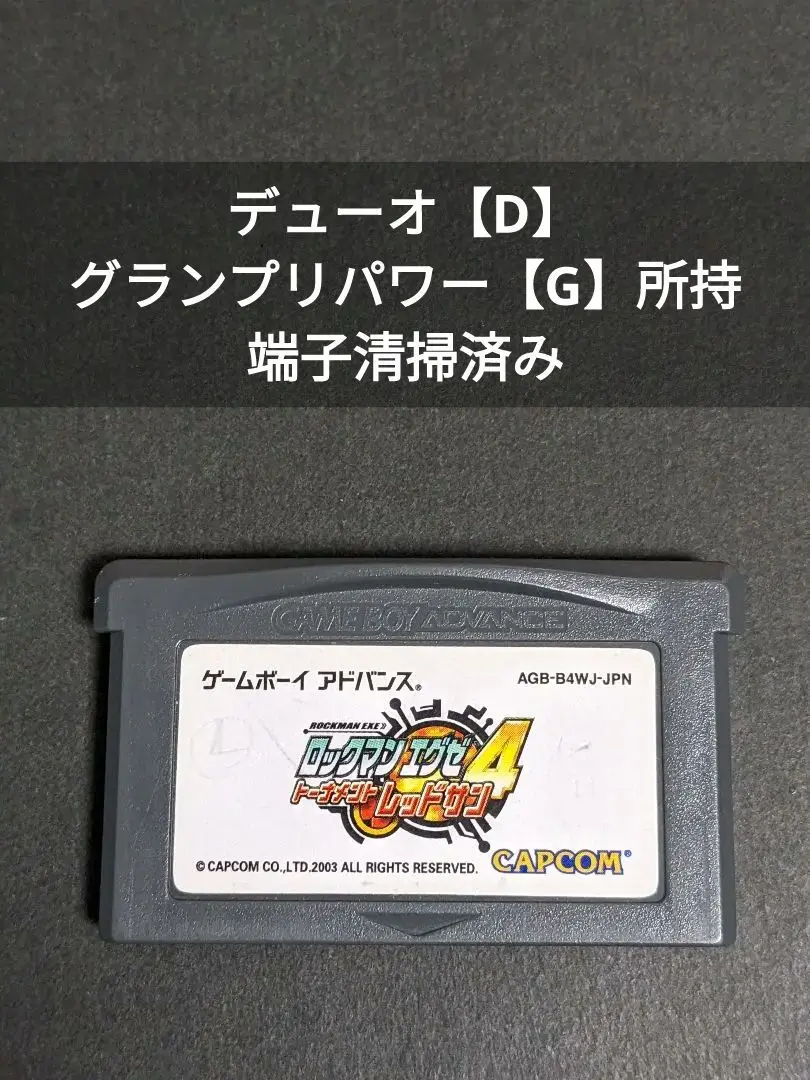 デューオ【D】
グランプリパワー【G】所持
端子清掃済み
GAME BOY ADVANCE
ゲームボーイ アドバンス®
AGB-B4WJ-JPN
ROCKMAN EXE
ロックマン エグゼ 4
トーナメント レッドサン
© CAPCOM CO.,LTD.2003 ALL RIGHTS RESERVED.
CAPCOM®